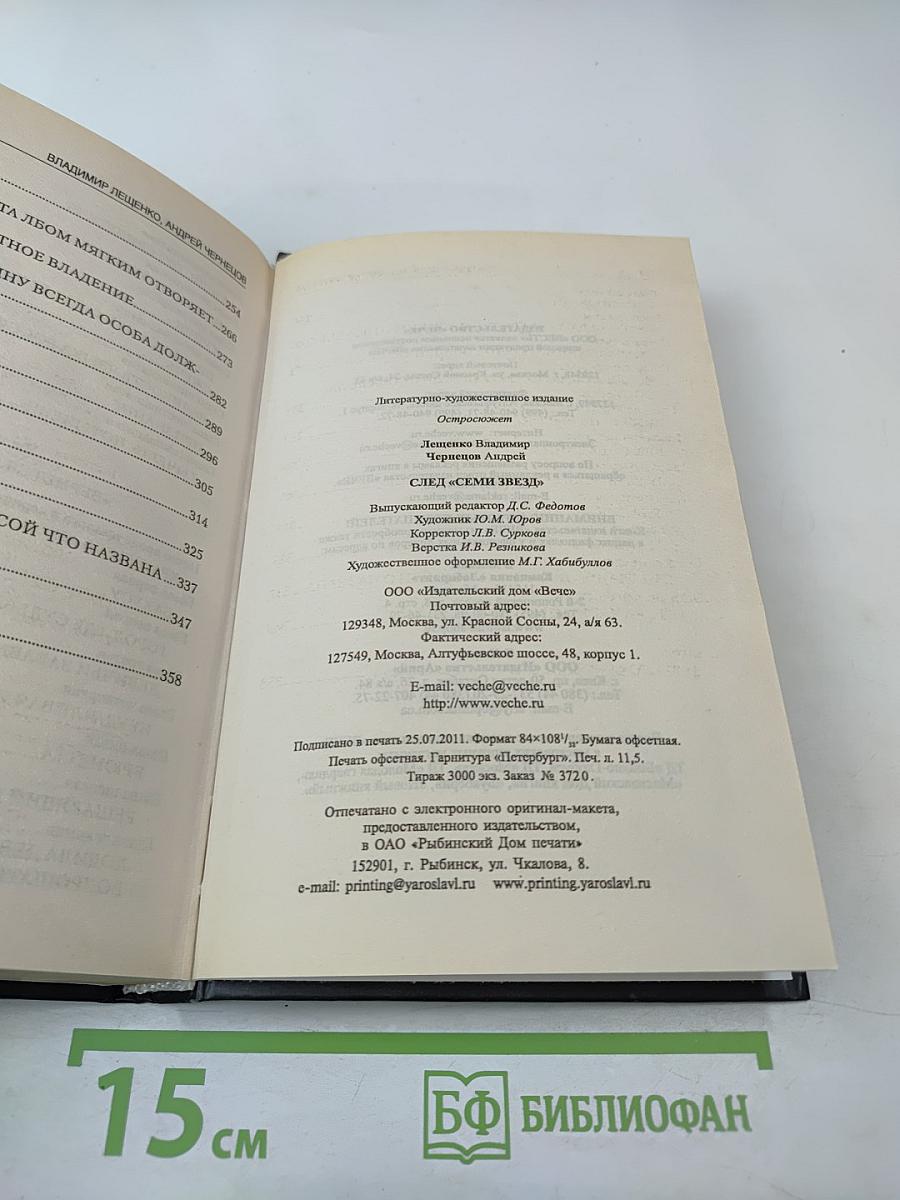 ВЛАДИМИР ЛЕЩЕНКО, АНДРЕЙ ЧЕРНЕЦОВ
254
ЛБОМ МЯГКИМ ОТВОРЯЕТ...266
ВЛАДЕНИЕ...273
ВСЕГДА ОСОБА ДОЛЖ-
282
289
296
305
314
325
ЧТО НАЗВАНА....337
347
358
Литературно-художественное издание
Остросюжет
Лещенко Владимир
Чернецов Андрей
СЛЕД «СЕМИ ЗВЕЗД»
Выпускающий редактор Д.С. Федотов
Художник Ю.М. Юров
Корректор Л.В. Суркова
Верстка И.В. Резникова
Художественное оформление М.Г. Хабибуллов
ООО «Издательский дом «Вече»
Почтовый адрес:
129348, Москва, ул. Красной Сосны, 24, а/я 63.
Фактический адрес:
127549, Москва, Алтуфьевское шоссе, 48, корпус 1.
E-mail: veche@veche.ru
http://www.veche.ru
Подписано в печать 25.07.2011. Формат 84×108¹/₃₂. Бумага офсетная.
Печать офсетная. Гарнитура «Петербург». Печ. л. 11,5.
Тираж 3000 экз. Заказ № 3720.
Отпечатано с электронного оригинал-макета,
предоставленного издательством,
в ОАО «Рыбинский Дом печати»
152901, г. Рыбинск, ул. Чкалова, 8.
e-mail: printing@yaroslavl.ru www.printing.yaroslavl.ru
15 см
БФ БИБЛИОФАН